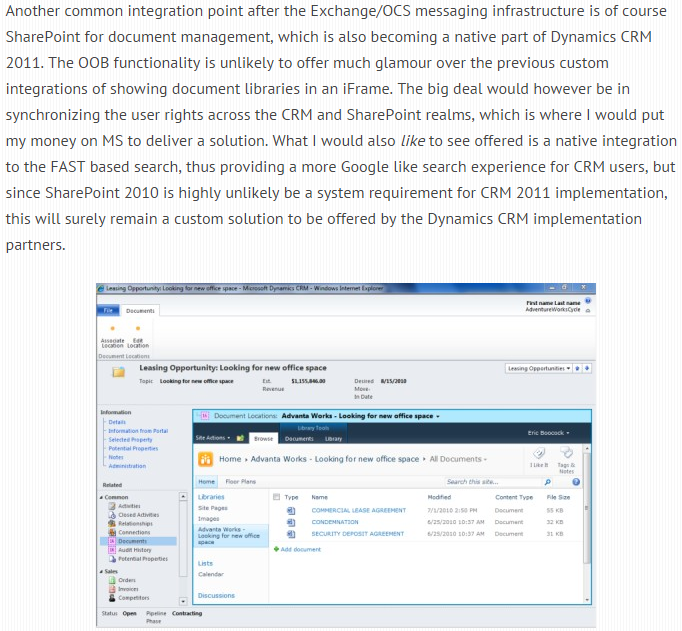 Another common integration point after the Exchange/OCS messaging infrastructure is of course
SharePoint for document management, which is also becoming a native part of Dynamics CRM
2011. The OOB functionality is unlikely to offer much glamour over the previous custom
integrations of showing document libraries in an iFrame. The big deal would however be in
synchronizing the user rights across the CRM and SharePoint realms, which is where I would put
my money on MS to deliver a solution. What I would also like to see offered is a native integration
to the FAST based search, thus providing a more Google like search experience for CRM users, but
since SharePoint 2010 is highly unlikely be a system requirement for CRM 2011 implementation,
this will surely remain a custom solution to be offered by the Dynamics CRM implementation
partners.
Leasing Opportunity: Looking for new office space - Microsoft Dynamics CRM - Windows Internet Explorer
File Documents
First name Last name
AdventureWorksCycle
Associate Location
Edit Location
Document Locations
Leasing Opportunity: Looking for new office space
Leasing Opportunities
Topic Looking for new office space
Est. Revenue $1,155,846.00
Desired Move-In Date 8/15/2010
Information
Details
Information from Portal
Selected Property
Potential Properties
Notes
Administration
Related
Common
Activities
Closed Activities
Relationships
Connections
Documents
Audit History
Potential Properties
Sales
Orders
Invoices
Competitors
Document Locations: Advanta Works - Looking for new office space
Library Tools
Site Actions Browse Documents Library
Eric Boocock
Home Advanta Works - Looking for new office space All Documents
I Like It
Tags & Notes
Home Floor Plans
Search this site...
Libraries
Site Pages
Images
Advanta Works - Looking for new office space
Lists
Calendar
Discussions
Type Name Modified Content Type File Size
COMMERCIAL LEASE AGREEMENT 7/1/2010 2:50 PM Document 55 KB
CONDEMNATION 6/25/2010 10:57 AM Document 32 KB
SECURITY DEPOSIT AGREEMENT 6/25/2010 10:37 AM Document 31 KB
Add document
Status Open Pipeline Phase Contracting